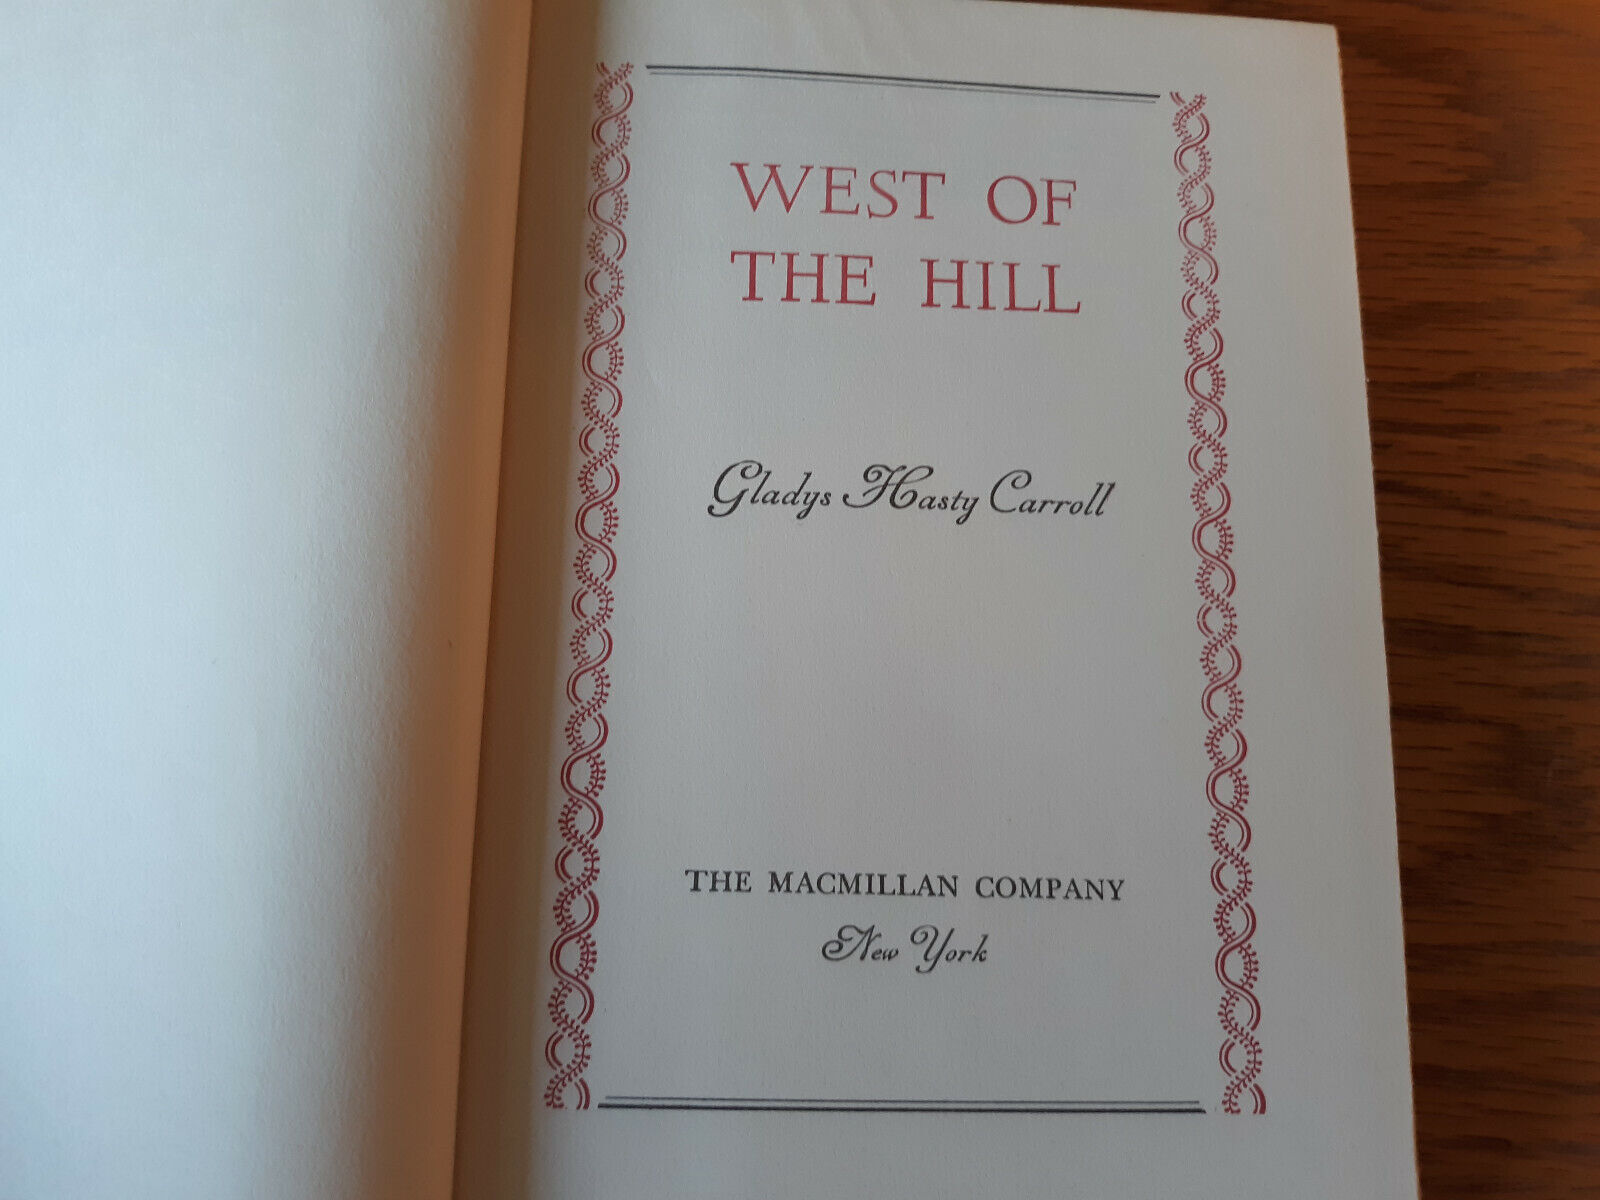 WEST OF
THE HILL
Gladys Hasty Carroll
THE MACMILLAN COMPANY
New York